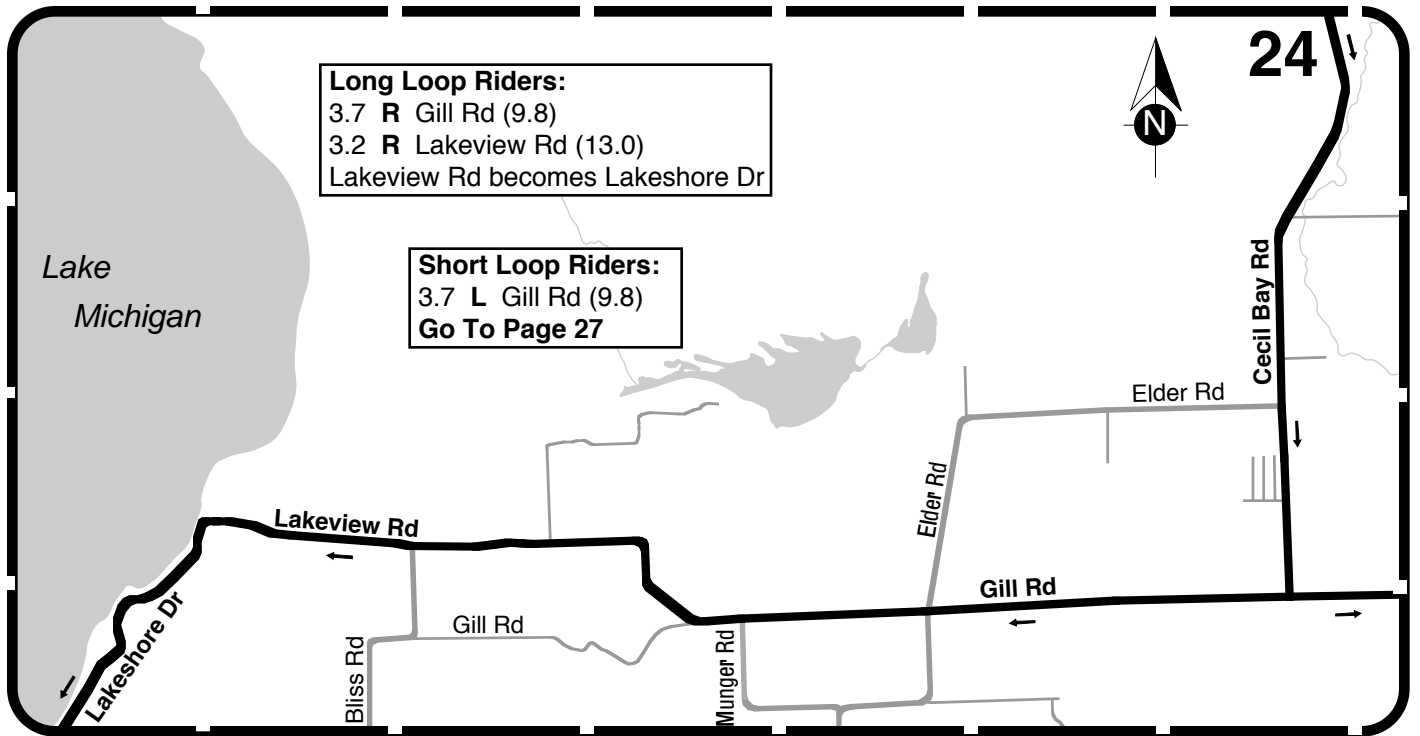 24
Long Loop Riders:
3.7 R Gill Rd (9.8)
3.2 R Lakeview Rd (13.0)
Lakeview Rd becomes Lakeshore Dr
N
Short Loop Riders:
3.7 L Gill Rd (9.8)
Go To Page 27
Lake
Michigan
Cecil Bay Rd
Elder Rd
Elder Rd
Lakeview Rd
Gill Rd
Lakeshore Dr
Gill Rd
Bliss Rd
Munger Rd